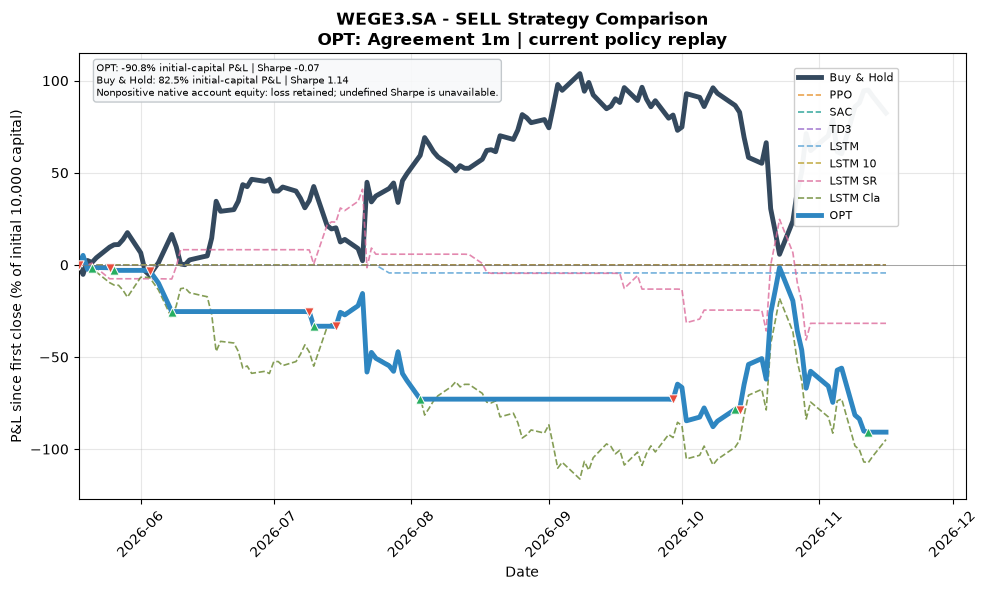 WEGE3.SA - SELL Strategy Comparison
OPT: Agreement 1m | current policy replay
OPT: -90.8% initial-capital P&L | Sharpe -0.07
Buy & Hold: 82.5% initial-capital P&L | Sharpe 1.14
Nonpositive native account equity: loss retained; undefined Sharpe is unavailable.
Buy & Hold
PPO
SAC
TD3
LSTM
LSTM 10
LSTM SR
LSTM Cla
OPT
P&L since first close (% of initial 10,000 capital)
100
50
0
−50
−100
2026-06
2026-07
2026-08
2026-09
2026-10
2026-11
2026-12
Date